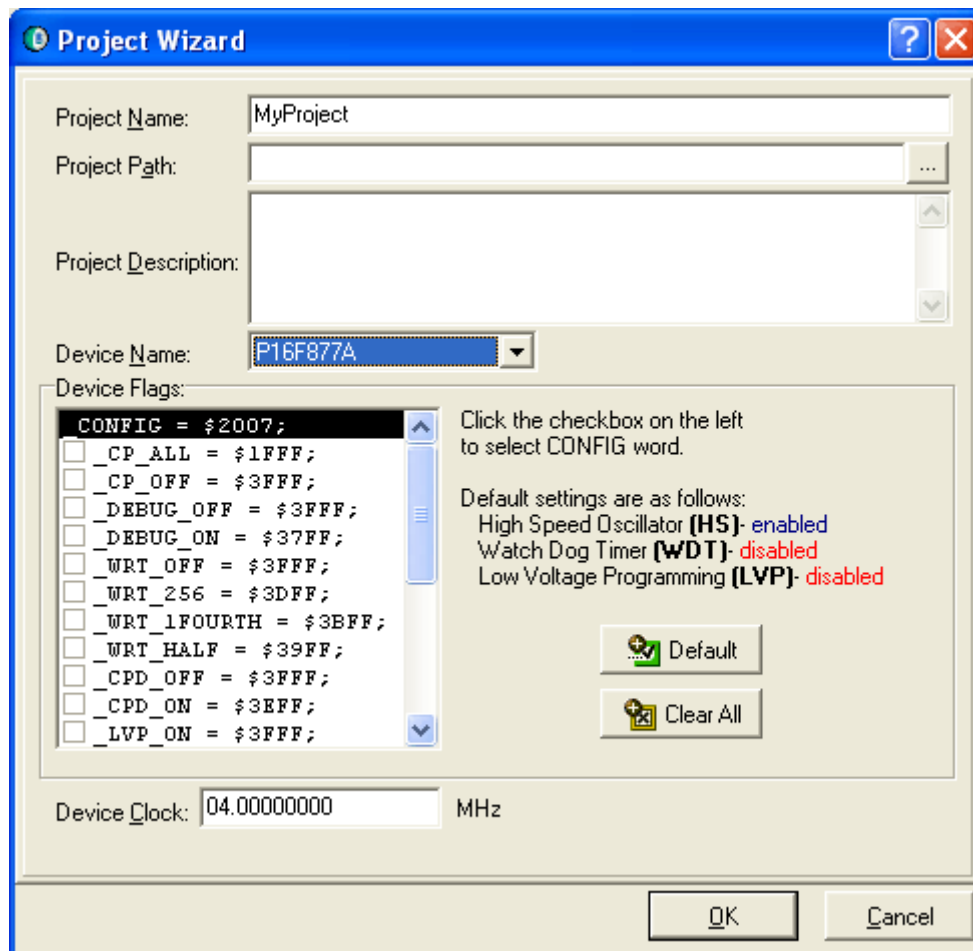 Project Wizard
Project Name:
MyProject
Project Path:
...
Project Description:
Device Name:
P16F877A
Device Flags:
_CONFIG = $2007;
_CP_ALL = $1FFF;
_CP_OFF = $3FFF;
_DEBUG_OFF = $3FFF;
_DEBUG_ON = $37FF;
_WRT_OFF = $3FFF;
_WRT_256 = $3DFF;
_WRT_1FOURTH = $3BFF;
_WRT_HALF = $39FF;
_CPD_OFF = $3FFF;
_CPD_ON = $3EFF;
_LVP_ON = $3FFF;
Click the checkbox on the left
to select CONFIG word.
Default settings are as follows:
High Speed Oscillator (HS)- enabled
Watch Dog Timer (WDT)- disabled
Low Voltage Programming (LVP)- disabled
Default
Clear All
Device Clock:
04.00000000
MHz
OK
Cancel